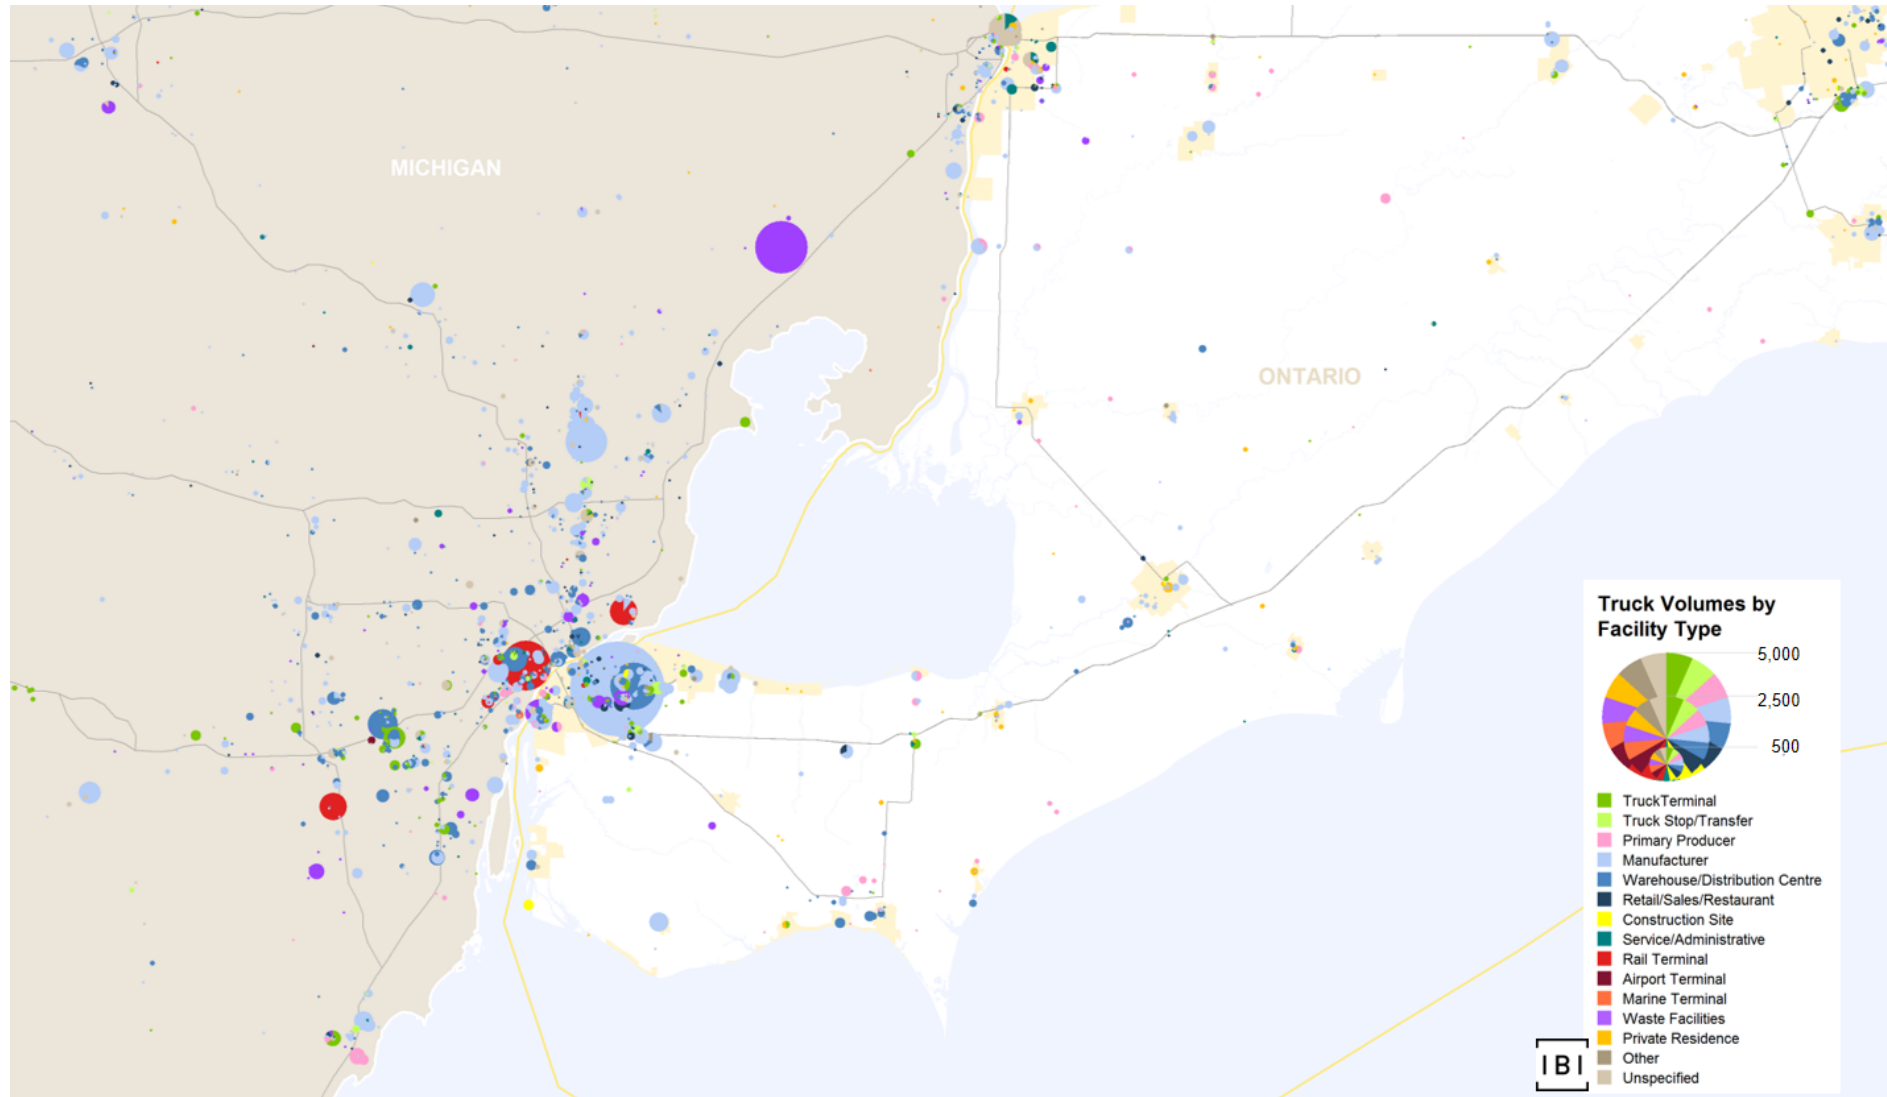 MICHIGAN
ONTARIO
Truck Volumes by
Facility Type
5,000
2,500
500
TruckTerminal
Truck Stop/Transfer
Primary Producer
Manufacturer
Warehouse/Distribution Centre
Retail/Sales/Restaurant
Construction Site
Service/Administrative
Rail Terminal
Airport Terminal
Marine Terminal
Waste Facilities
Private Residence
Other
Unspecified
IBI